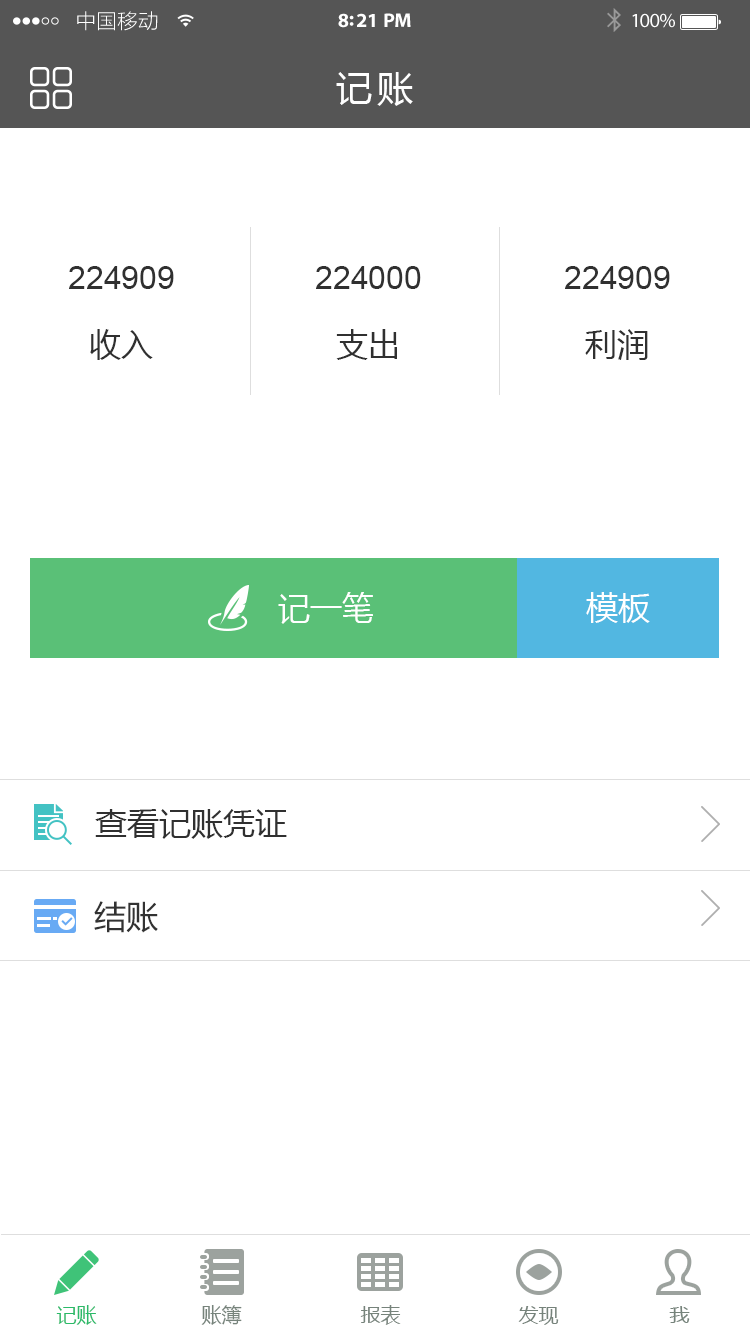 中国移动 8:21 PM 100%
记账
224909 224000 224909
收入 支出 利润
记一笔 模板
查看记账凭证
结账
记账 账簿 报表 发现 我